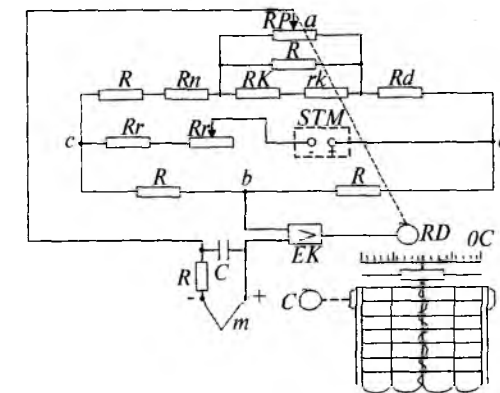 RP a
R
R Rn RK rk Rd
STM
c Rr Rr
- +
R b R
RD
0C
EK
R C
- m +
C